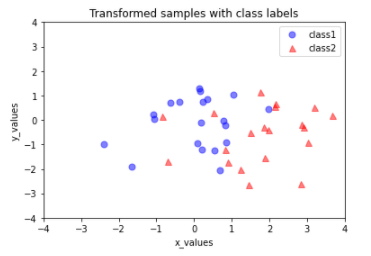 Transformed samples with class labels
class1
class2
4
3
2
1
0
−1
−2
−3
−4
y_values
−4 −3 −2 −1 0 1 2 3 4
x_values